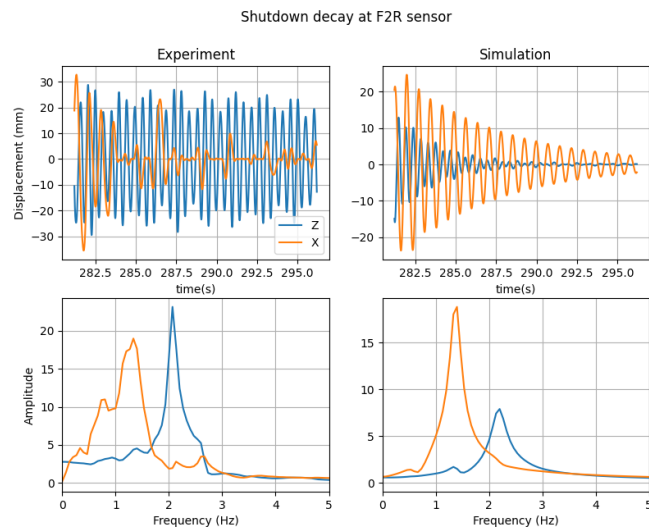 Shutdown decay at F2R sensor
Experiment
Simulation
Displacement (mm)
30
20
10
0
−10
−20
−30
Z
X
282.5 285.0 287.5 290.0 292.5 295.0
time(s)
20
10
0
−10
−20
282.5 285.0 287.5 290.0 292.5 295.0
time(s)
Amplitude
20
15
10
5
0
0 1 2 3 4 5
Frequency (Hz)
15
10
5
0
0 1 2 3 4 5
Frequency (Hz)